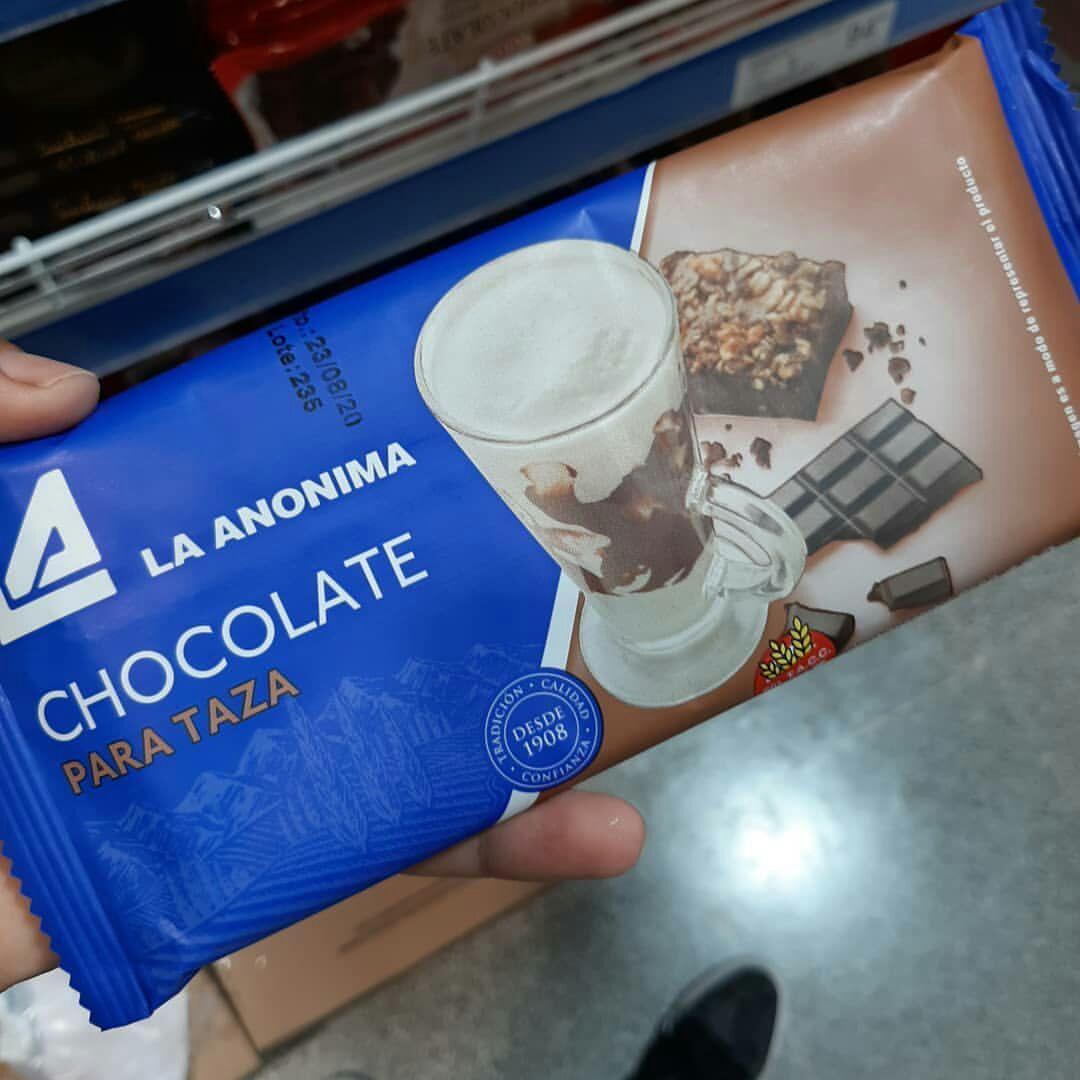 :23/08/20
Lote:235
LA ANONIMA
CHOCOLATE
PARA TAZA
TRADICIÓN • CALIDAD • CONFIANZA
DESDE
1908
T.A.C.C.
gen es a modo de representar el producto